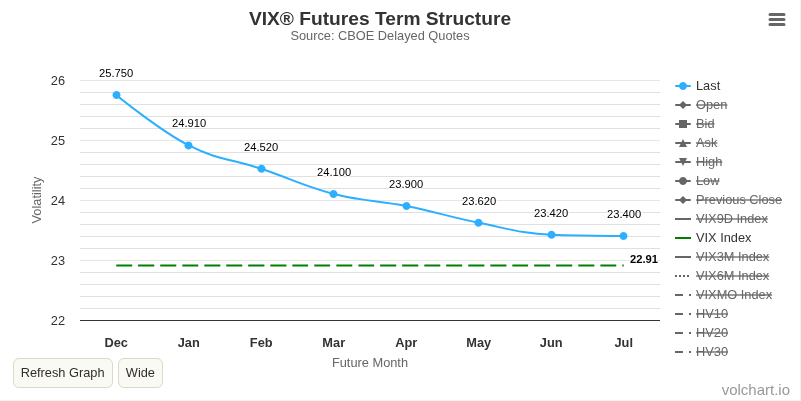 VIX® Futures Term Structure
Source: CBOE Delayed Quotes
Volatility
26
25
24
23
22
25.750
24.910
24.520
24.100
23.900
23.620
23.420
23.400
22.91
Dec Jan Feb Mar Apr May Jun Jul
Future Month
Last
Open
Bid
Ask
High
Low
Previous Close
VIX9D Index
VIX Index
VIX3M Index
VIX6M Index
VIXMO Index
HV10
HV20
HV30
Refresh Graph Wide
volchart.io